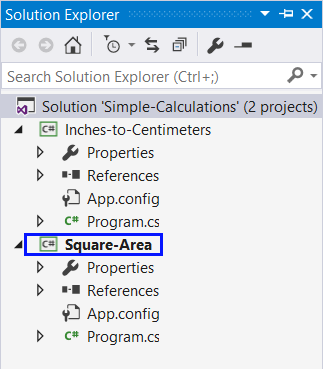 Solution Explorer
Search Solution Explorer (Ctrl+;)
Solution 'Simple-Calculations' (2 projects)
C# Inches-to-Centimeters
Properties
References
App.config
C# Program.cs
C# Square-Area
Properties
References
App.config
C# Program.cs